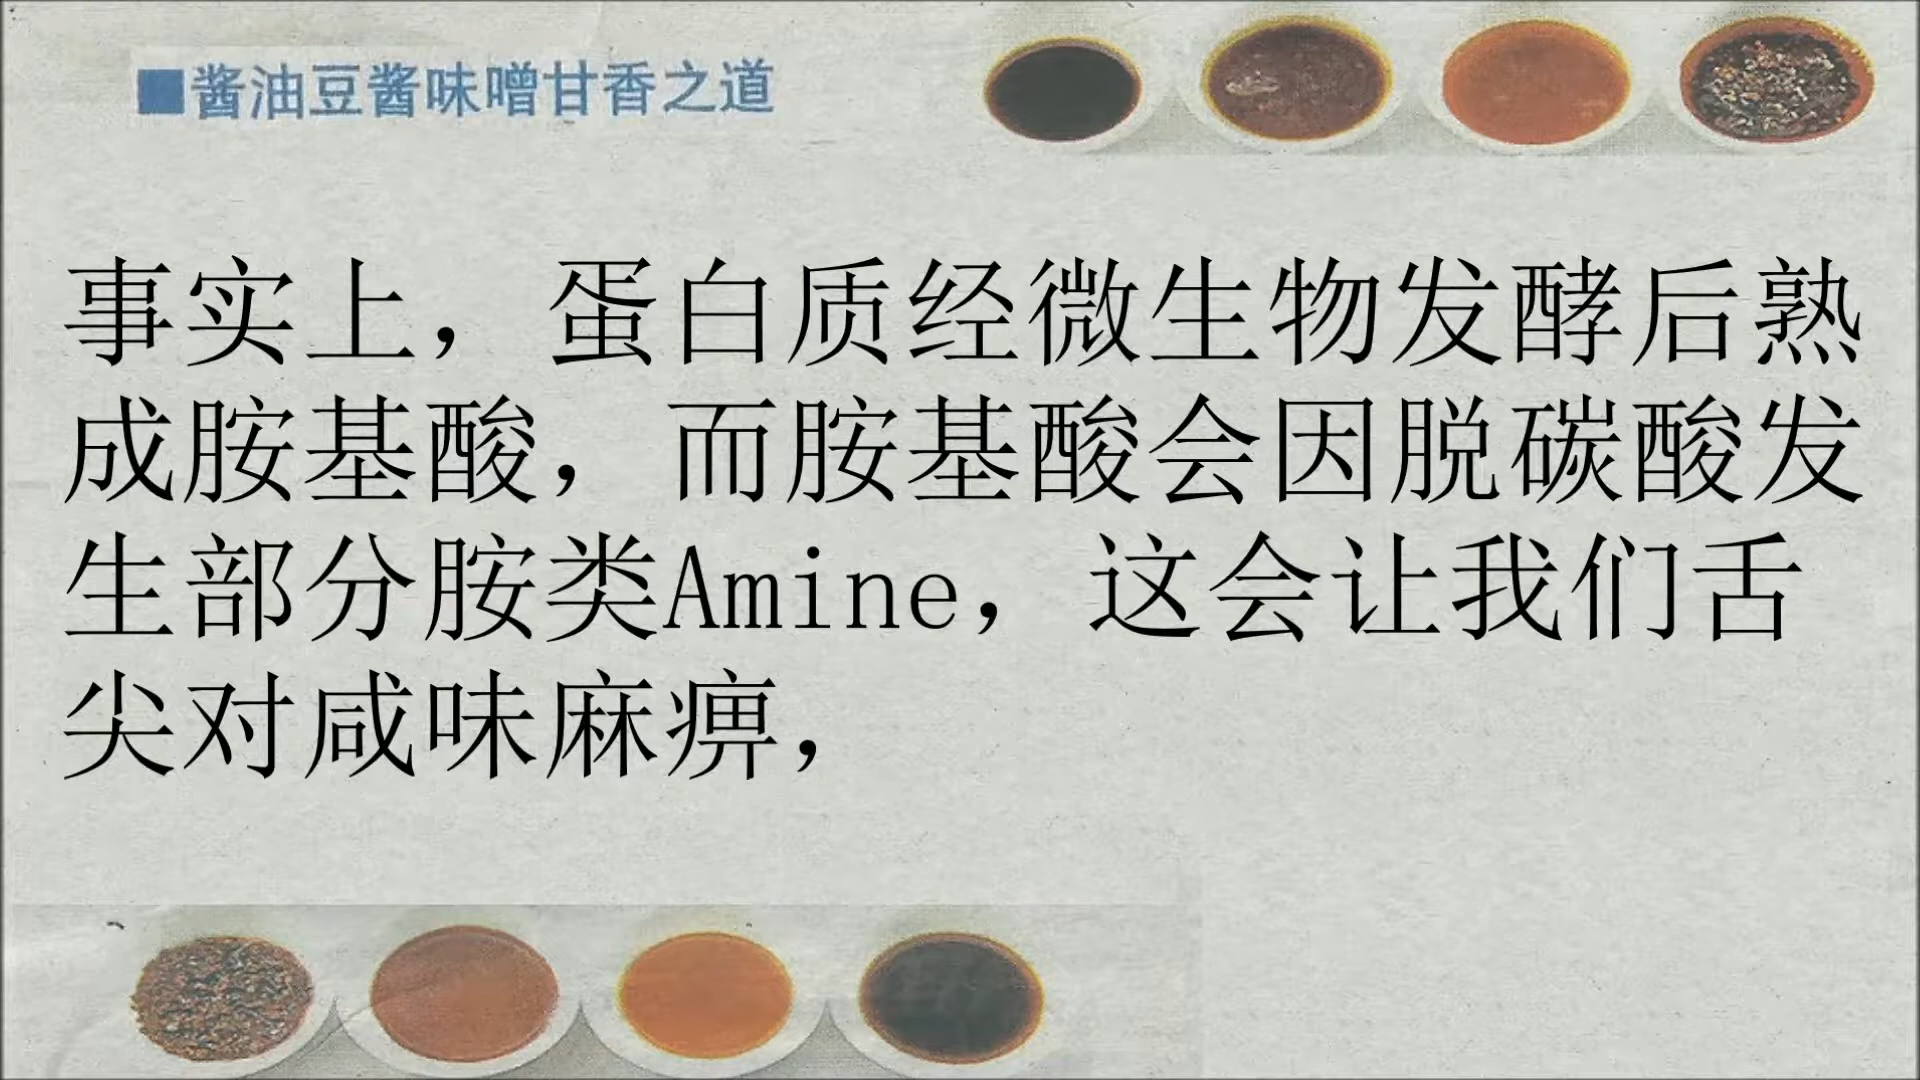 ■酱油豆酱味噌甘香之道
事实上，蛋白质经微生物发酵后熟
成胺基酸，而胺基酸会因脱碳酸发
生部分胺类Amine，这会让我们舌
尖对咸味麻痹，